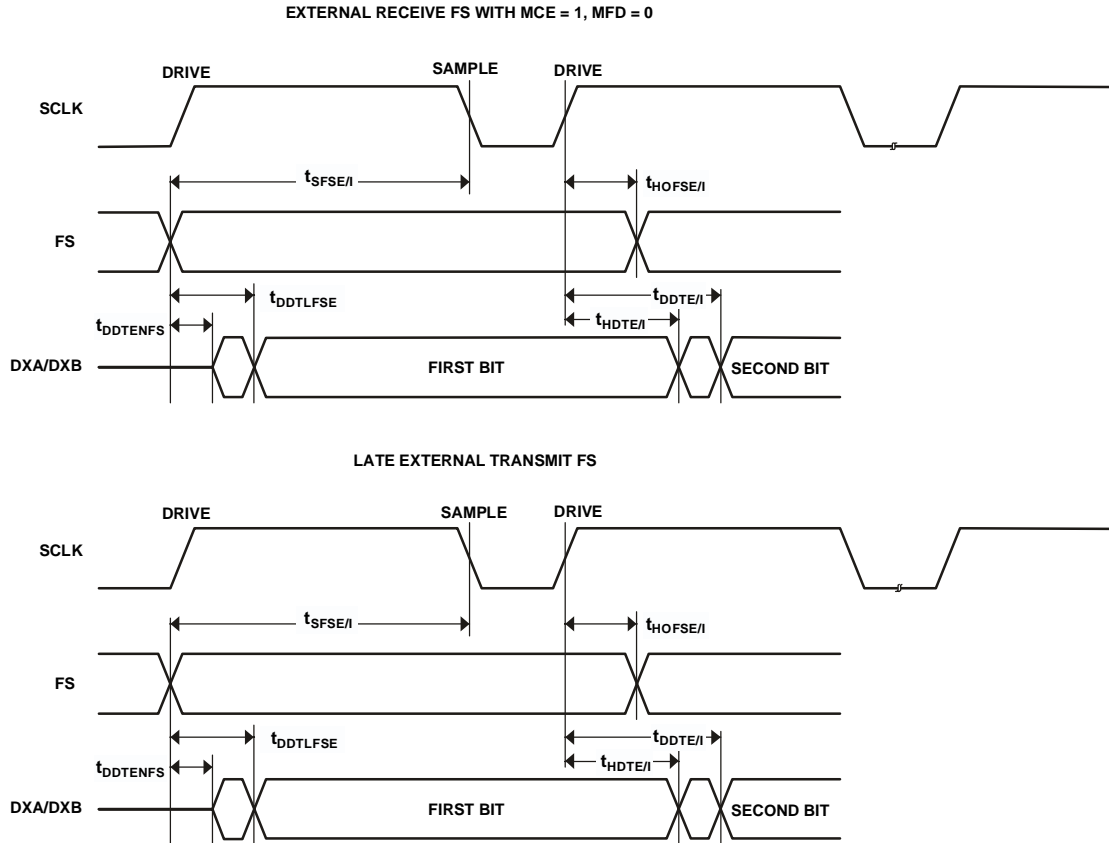 EXTERNAL RECEIVE FS WITH MCE = 1, MFD = 0
DRIVE SAMPLE DRIVE
SCLK
tSFSE/I tHOFSE/I
FS
tDDTLFSE tDDTE/I
tDDTENFS tHDTE/I
DXA/DXB FIRST BIT SECOND BIT
LATE EXTERNAL TRANSMIT FS
DRIVE SAMPLE DRIVE
SCLK
tSFSE/I tHOFSE/I
FS
tDDTLFSE tDDTE/I
tDDTENFS tHDTE/I
DXA/DXB FIRST BIT SECOND BIT